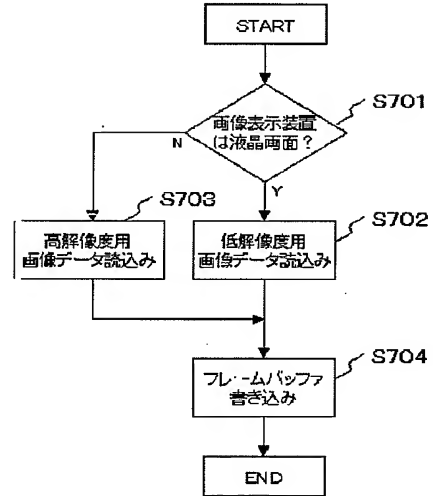 START
S701
画像表示装置
は液晶画面？
N
Y
S703
S702
高解像度用
画像データ読込み
低解像度用
画像データ読込み
S704
フレームバッファ
書き込み
END